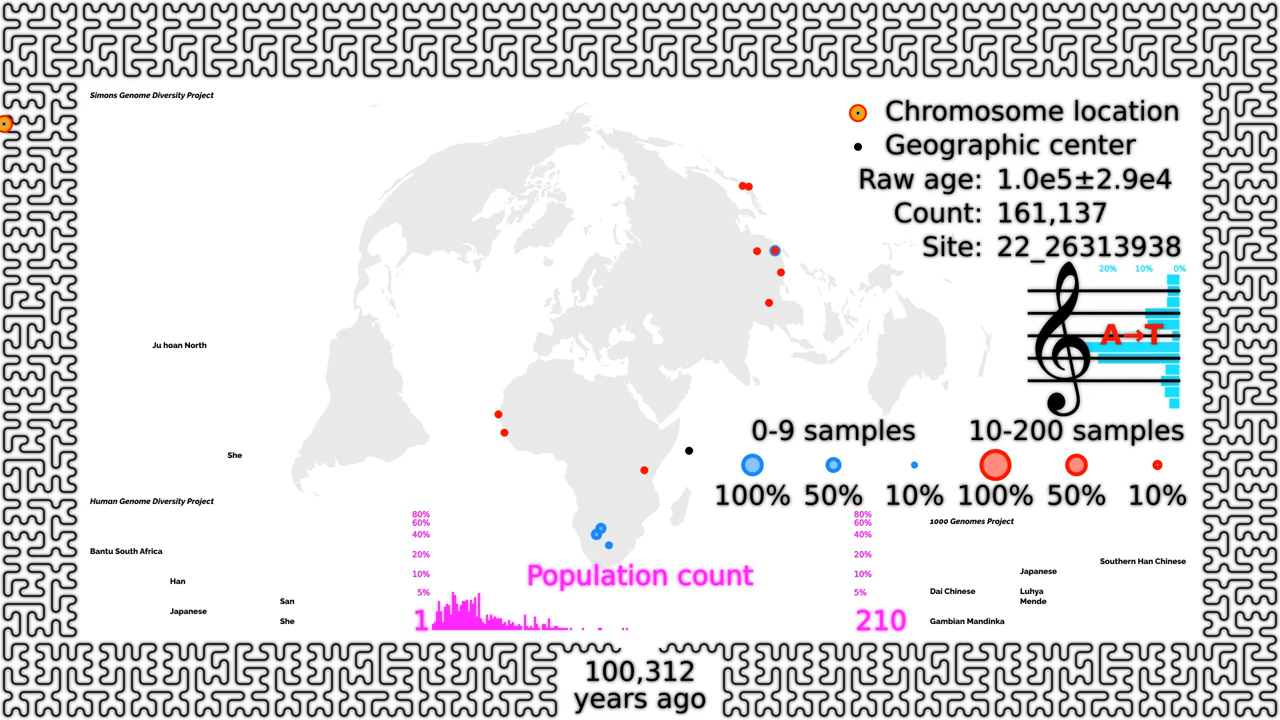 Simons Genome Diversity Project
Chromosome location
Geographic center
Raw age: 1.0e5±2.9e4
Count: 161,137
Site: 22_26313938
20% 10% 0%
A→T
Ju hoan North
She
0-9 samples 10-200 samples
100% 50% 10% 100% 50% 10%
Human Genome Diversity Project
Bantu South Africa
Han
San
Japanese
She
80%
60%
40%
20%
10%
5%
1
Population count
80%
60%
40%
20%
10%
5%
210
1000 Genomes Project
Southern Han Chinese
Japanese
Dai Chinese
Luhya
Mende
Gambian Mandinka
100,312
years ago